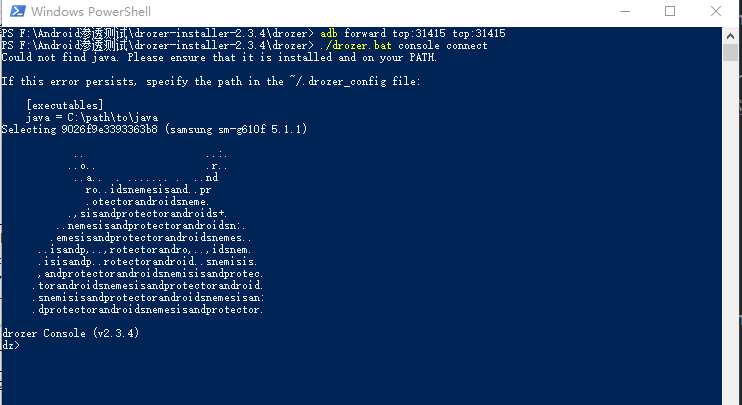 Windows PowerShell
PS F:\Android渗透测试\drozer-installer-2.3.4\drozer> adb forward tcp:31415 tcp:31415
PS F:\Android渗透测试\drozer-installer-2.3.4\drozer> ./drozer.bat console connect
Could not find java. Please ensure that it is installed and on your PATH.
If this error persists, specify the path in the ~/.drozer_config file:
[executables]
java = C:\path\to\java
Selecting 9026f9e3393363b8 (samsung sm-g610f 5.1.1)
.. ..:.
..o.. .r..
..a.. . ....... . ..nd
ro..idsnemesisand..pr
.otectorandroidsneme.
.,sisandprotectorandroids+.
..nemesisandprotectorandroidsn:.
.emesisandprotectorandroidsnemes..
..isandp,..,rotectorandro,..,idsnem.
.isisandp..rotectorandroid..snemisis.
,andprotectorandroidsnemisisandprotec.
.torandroidsnemesisandprotectorandroid.
.snemisisandprotectorandroidsnemesisan:
.dprotectorandroidsnemesisandprotector.
drozer Console (v2.3.4)
dz>